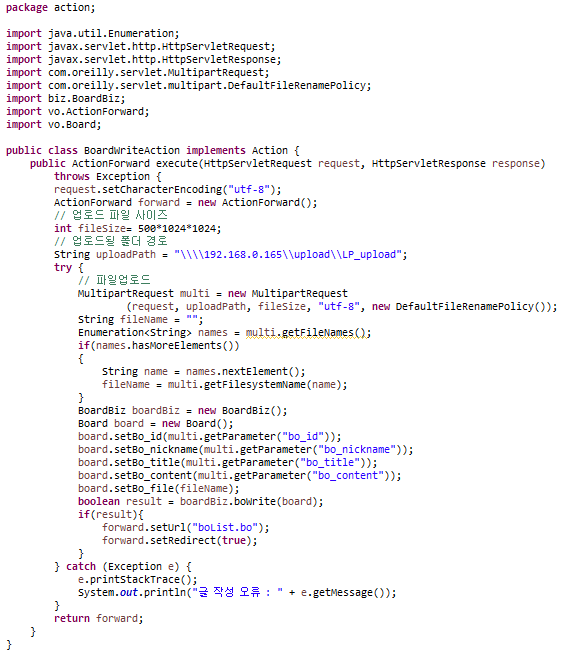 package action;
import java.util.Enumeration;
import javax.servlet.http.HttpServletRequest;
import javax.servlet.http.HttpServletResponse;
import com.oreilly.servlet.MultipartRequest;
import com.oreilly.servlet.multipart.DefaultFileRenamePolicy;
import biz.BoardBiz;
import vo.ActionForward;
import vo.Board;
public class BoardWriteAction implements Action {
public ActionForward execute(HttpServletRequest request, HttpServletResponse response)
throws Exception {
request.setCharacterEncoding("utf-8");
ActionForward forward = new ActionForward();
// 업로드 파일 사이즈
int fileSize= 500*1024*1024;
// 업로드될 폴더 경로
String uploadPath = "\\\\192.168.0.165\\upload\\LP_upload";
try {
// 파일업로드
MultipartRequest multi = new MultipartRequest
(request, uploadPath, fileSize, "utf-8", new DefaultFileRenamePolicy());
String fileName = "";
Enumeration<String> names = multi.getFileNames();
if(names.hasMoreElements())
{
String name = names.nextElement();
fileName = multi.getFilesystemName(name);
}
BoardBiz boardBiz = new BoardBiz();
Board board = new Board();
board.setBo_id(multi.getParameter("bo_id"));
board.setBo_nickname(multi.getParameter("bo_nickname"));
board.setBo_title(multi.getParameter("bo_title"));
board.setBo_content(multi.getParameter("bo_content"));
board.setBo_file(fileName);
boolean result = boardBiz.boWrite(board);
if(result){
forward.setUrl("boList.bo");
forward.setRedirect(true);
}
} catch (Exception e) {
e.printStackTrace();
System.out.println("글 작성 오류 : " + e.getMessage());
}
return forward;
}
}